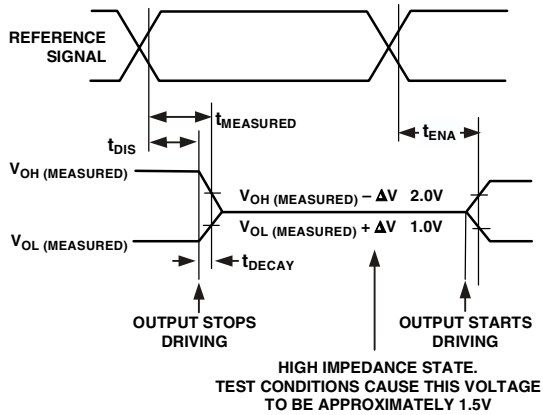 REFERENCE
SIGNAL
tMEASURED
tDIS
tENA
VOH (MEASURED)
VOH (MEASURED) – ΔV 2.0V
VOL (MEASURED) + ΔV 1.0V
VOL (MEASURED)
tDECAY
OUTPUT STOPS
DRIVING
OUTPUT STARTS
DRIVING
HIGH IMPEDANCE STATE.
TEST CONDITIONS CAUSE THIS VOLTAGE
TO BE APPROXIMATELY 1.5V